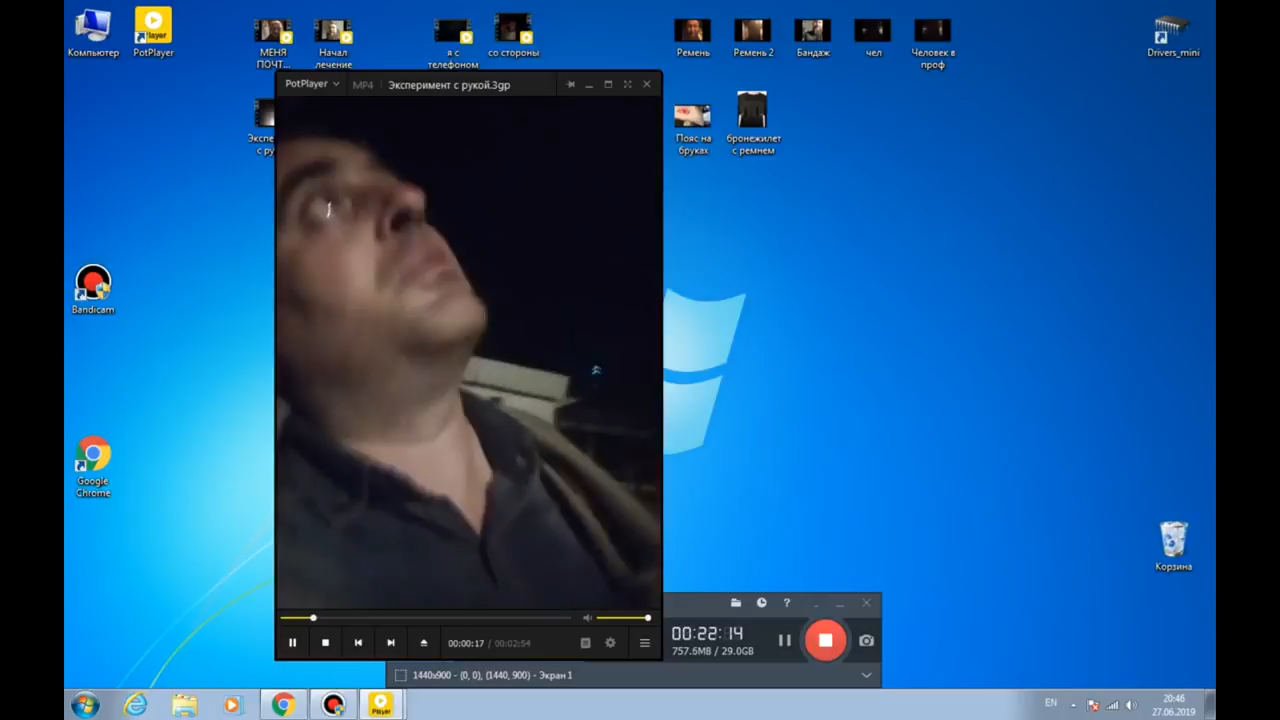 Компьютер
PotPlayer
МЕНЯ
ПОЧТ...
Начал
лечение
я с
телефоном
со стороны
Ремень
Ремень 2
Бандаж
чел
Человек в
проф
Drivers_mini
PotPlayer
MP4
Эксперимент с рукой.3gp
Экспе
с ру
Пояс на
бруках
бронежилет
с ремнем
Bandicam
Google
Chrome
Корзина
00:00:17 / 00:02:54
00:22:14
757.6MB / 29.0GB
1440x900 - (0, 0), (1440, 900) - Экран 1
Player
EN
20:46
27.06.2019